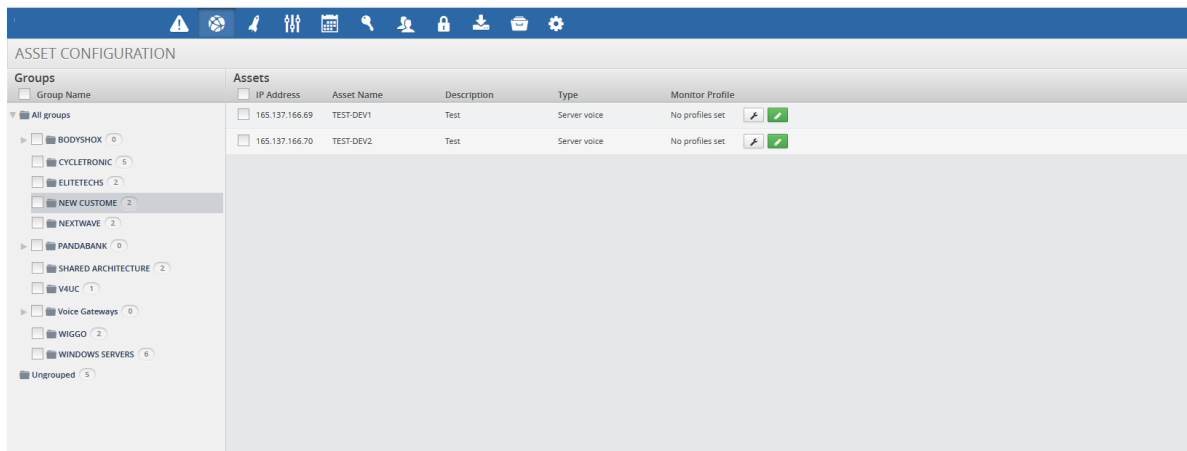 ASSET CONFIGURATION
Groups
Group Name
All groups
BODYSHOX 0
CYCLETRONIC 5
ELITETECHS 2
NEW CUSTOME 2
NEXTWAVE 2
PANDABANK 0
SHARED ARCHITECTURE 2
V4UC 1
Voice Gateways 0
WIGGO 2
WINDOWS SERVERS 6
Ungrouped 5
Assets
IP Address Asset Name Description Type Monitor Profile
165.137.166.69 TEST-DEV1 Test Server voice No profiles set
165.137.166.70 TEST-DEV2 Test Server voice No profiles set